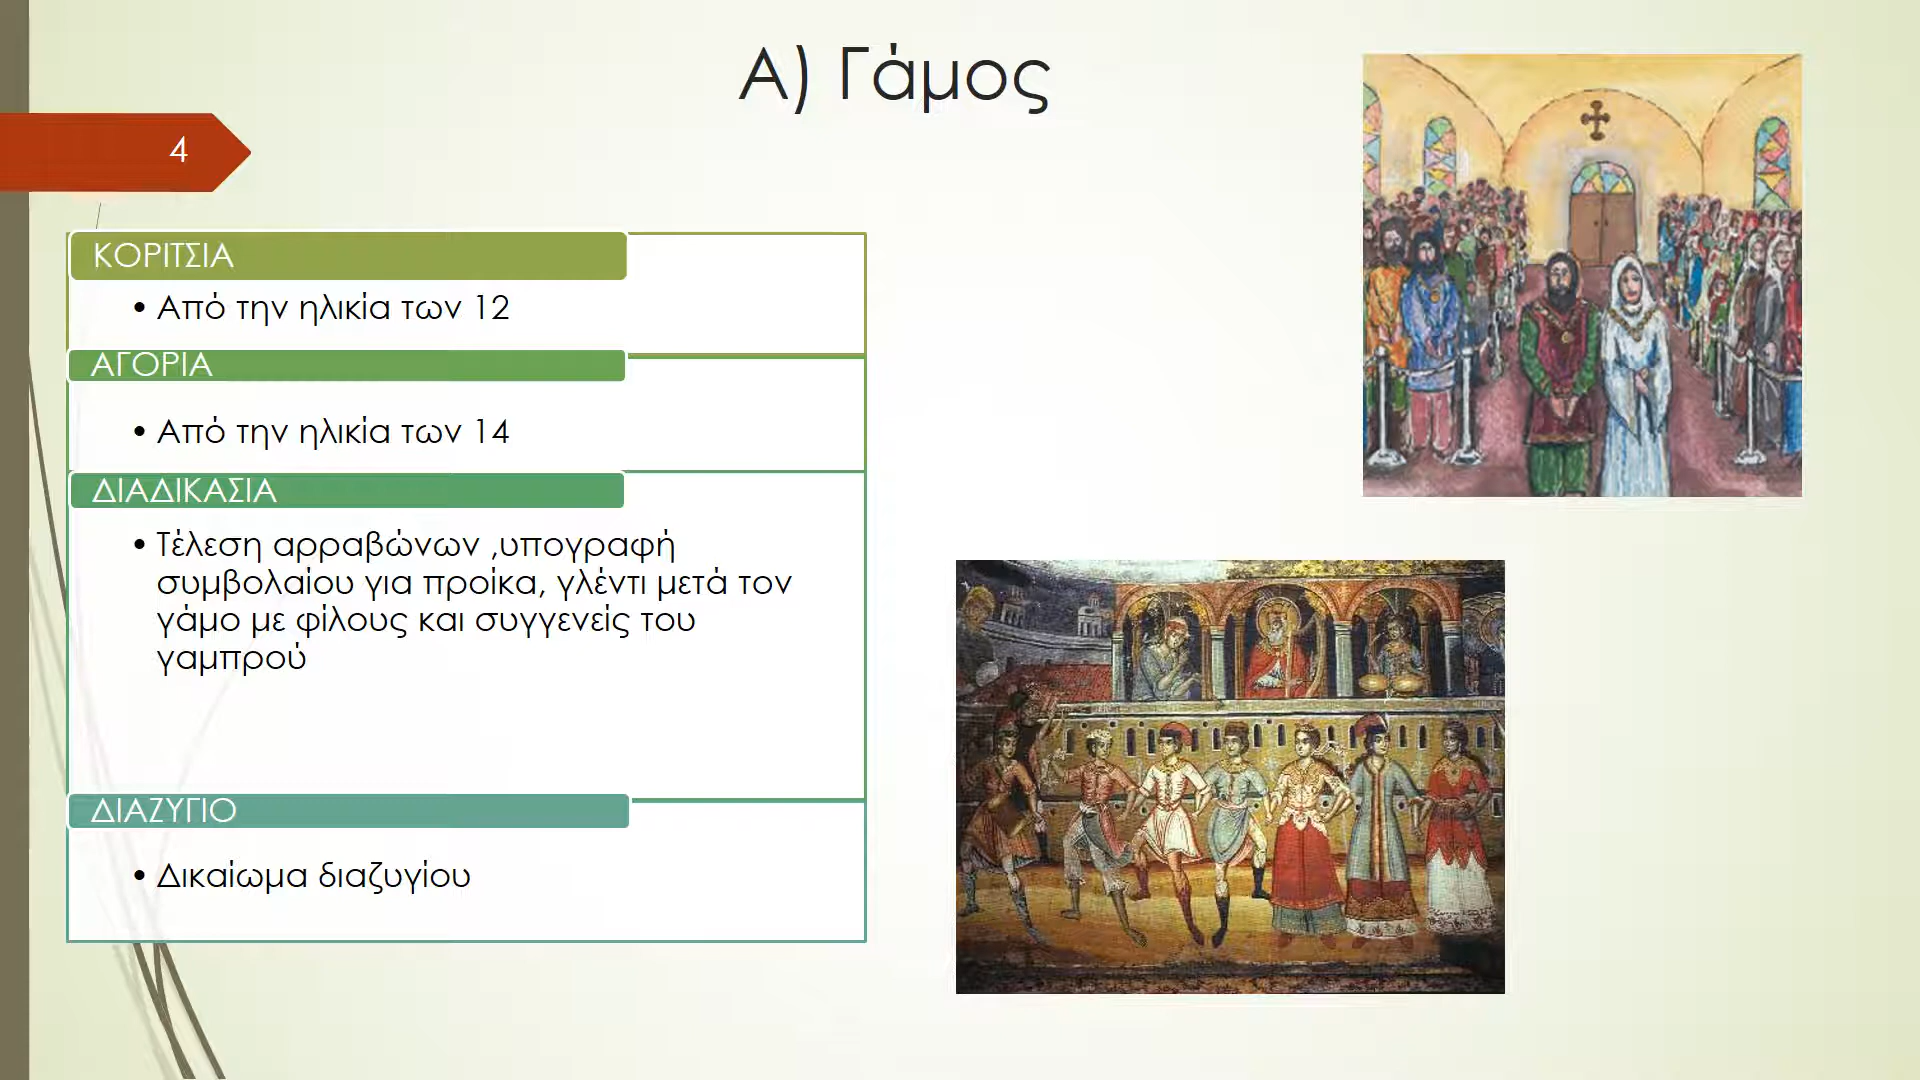 Α) Γάμος
4
ΚΟΡΙΤΣΙΑ
• Από την ηλικία των 12
ΑΓΟΡΙΑ
• Από την ηλικία των 14
ΔΙΑΔΙΚΑΣΙΑ
• Τέλεση αρραβώνων ,υπογραφή
συμβολαίου για προίκα, γλέντι μετά τον
γάμο με φίλους και συγγενείς του
γαμπρού
ΔΙΑΖΥΓΙΟ
• Δικαίωμα διαζυγίου